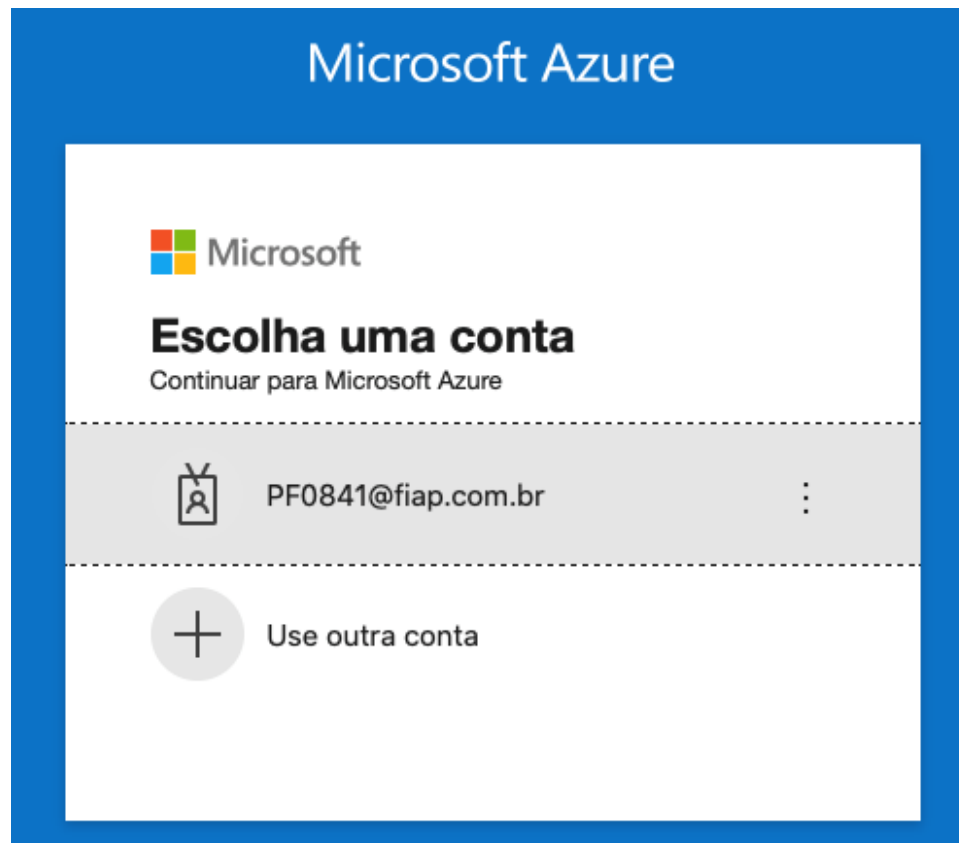 Microsoft Azure
Microsoft
Escolha uma conta
Continuar para Microsoft Azure
PF0841@fiap.com.br
Use outra conta